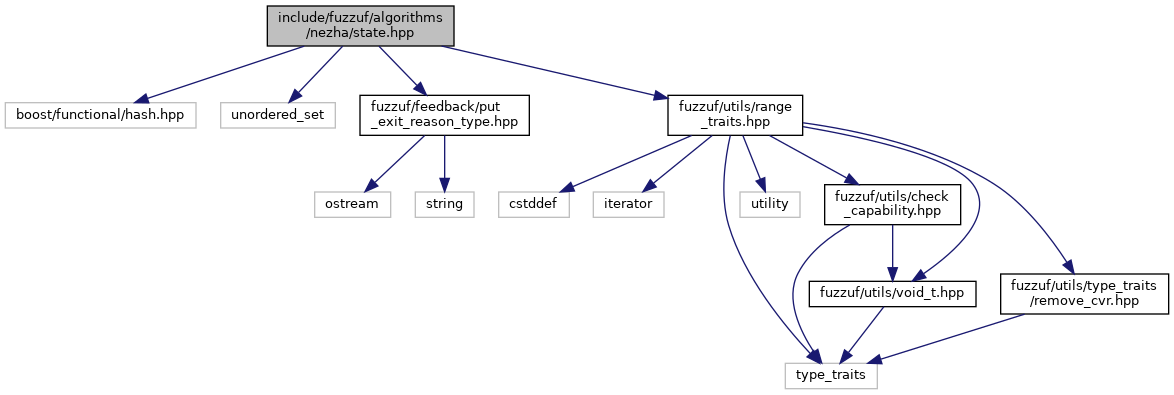 include/fuzzuf/algorithms
/nezha/state.hpp
boost/functional/hash.hpp
unordered_set
fuzzuf/feedback/put
_exit_reason_type.hpp
fuzzuf/utils/range
_traits.hpp
ostream
string
cstddef
iterator
utility
fuzzuf/utils/check
_capability.hpp
fuzzuf/utils/void_t.hpp
fuzzuf/utils/type_traits
/remove_cvr.hpp
type_traits